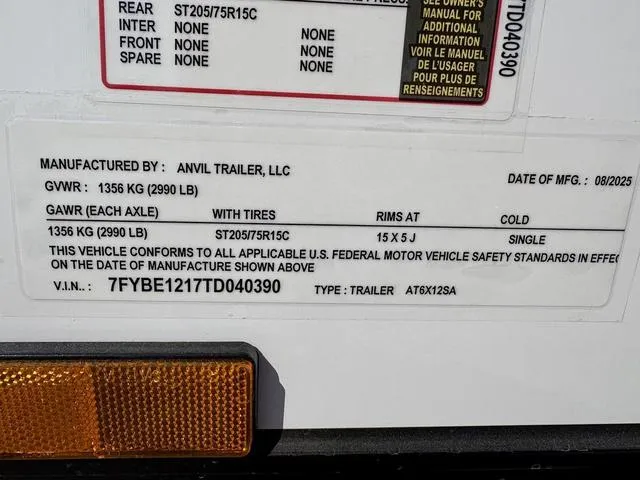 REAR ST205/75R15C
INTER NONE NONE
FRONT NONE NONE
SPARE NONE NONE
SEE OWNER'S
MANUAL FOR
ADDITIONAL
INFORMATION
VOIR LE MANUEL
DE L'USAGER
POUR PLUS DE
RENSEIGNEMENTS
TD040390
MANUFACTURED BY : ANVIL TRAILER, LLC
DATE OF MFG. : 08/2025
GVWR : 1356 KG (2990 LB)
GAWR (EACH AXLE) WITH TIRES RIMS AT COLD
1356 KG (2990 LB) ST205/75R15C 15 X 5 J SINGLE
THIS VEHICLE CONFORMS TO ALL APPLICABLE U.S. FEDERAL MOTOR VEHICLE SAFETY STANDARDS IN EFFEC
ON THE DATE OF MANUFACTURE SHOWN ABOVE
V.I.N.. : 7FYBE1217TD040390 TYPE : TRAILER AT6X12SA